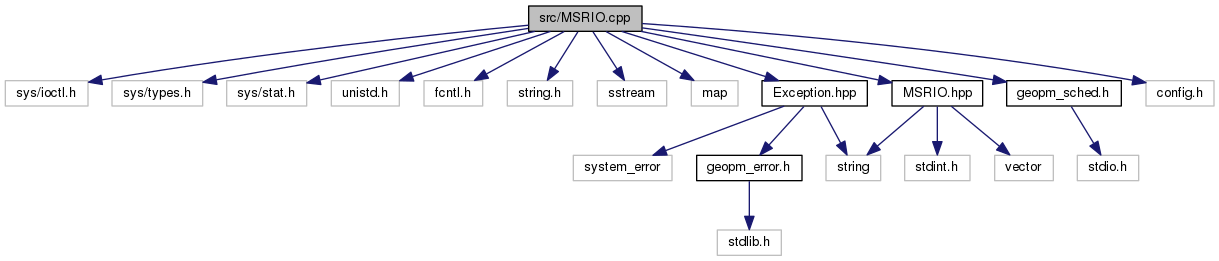 src/MSRIO.cpp
sys/ioctl.h
sys/types.h
sys/stat.h
unistd.h
fcntl.h
string.h
sstream
map
Exception.hpp
MSRIO.hpp
geopm_sched.h
config.h
system_error
geopm_error.h
string
stdint.h
vector
stdio.h
stdlib.h